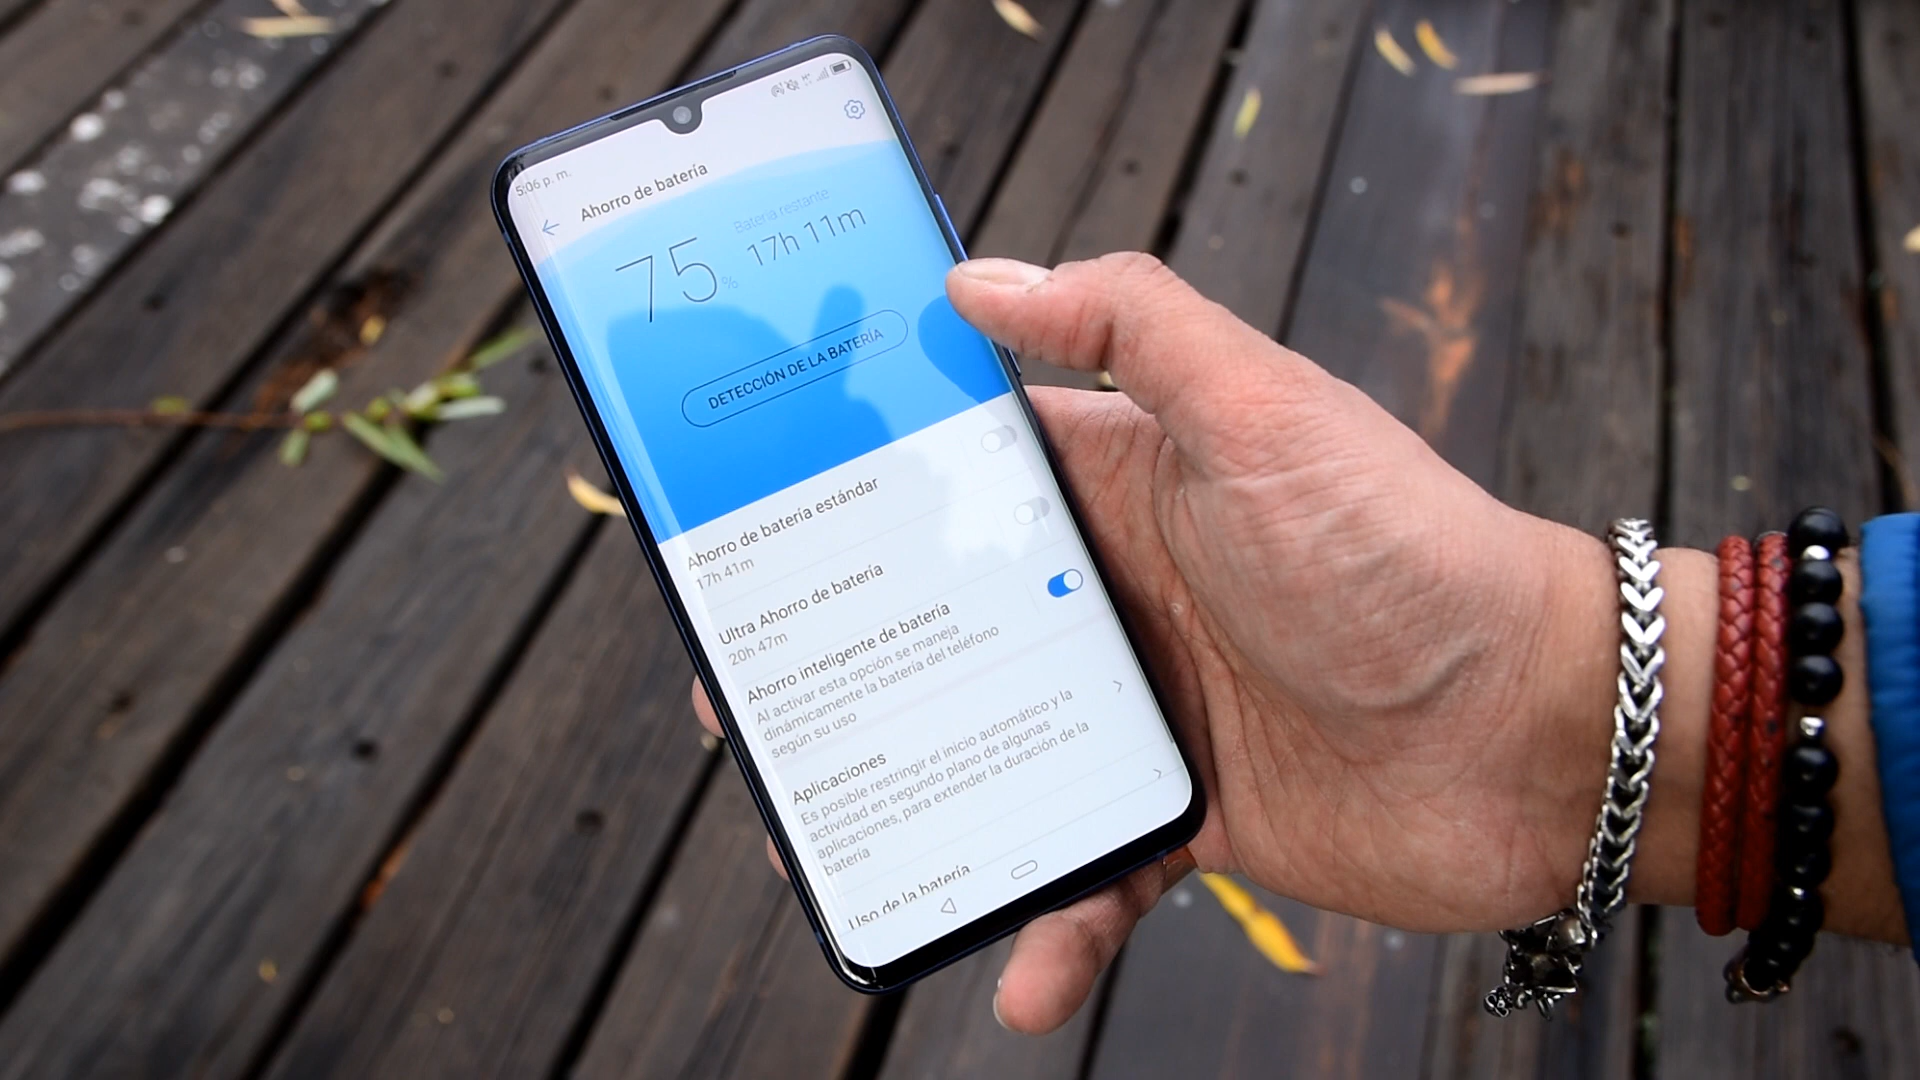 5:06 p. m.
Ahorro de batería
75%
Batería restante
17h 11m
DETECCIÓN DE LA BATERÍA
Ahorro de batería estándar
17h 41m
Ultra Ahorro de batería
20h 47m
Ahorro inteligente de batería
Al activar esta opción se maneja
dinámicamente la batería del teléfono
según su uso
Aplicaciones
Es posible restringir el inicio automático y la
actividad en segundo plano de algunas
aplicaciones, para extender la duración de la
batería
Uso de la batería